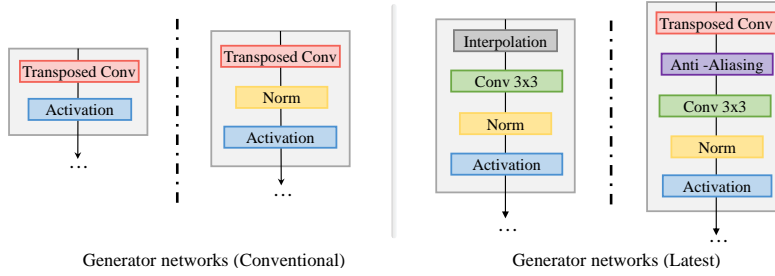 Transposed Conv
Activation
...
Transposed Conv
Norm
Activation
...
Generator networks (Conventional)
Interpolation
Conv 3x3
Norm
Activation
...
Transposed Conv
Anti -Aliasing
Conv 3x3
Norm
Activation
...
Generator networks (Latest)